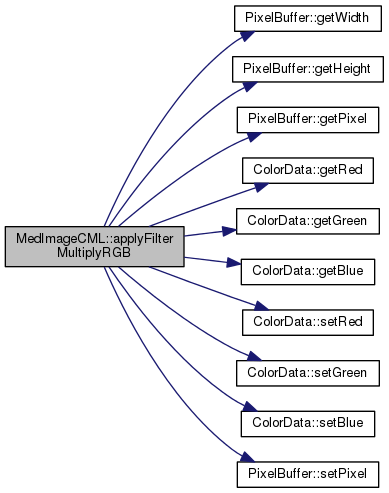 PixelBuffer::getWidth
PixelBuffer::getHeight
PixelBuffer::getPixel
ColorData::getRed
ColorData::getGreen
MedImageCML::applyFilter
MultiplyRGB
ColorData::getBlue
ColorData::setRed
ColorData::setGreen
ColorData::setBlue
PixelBuffer::setPixel